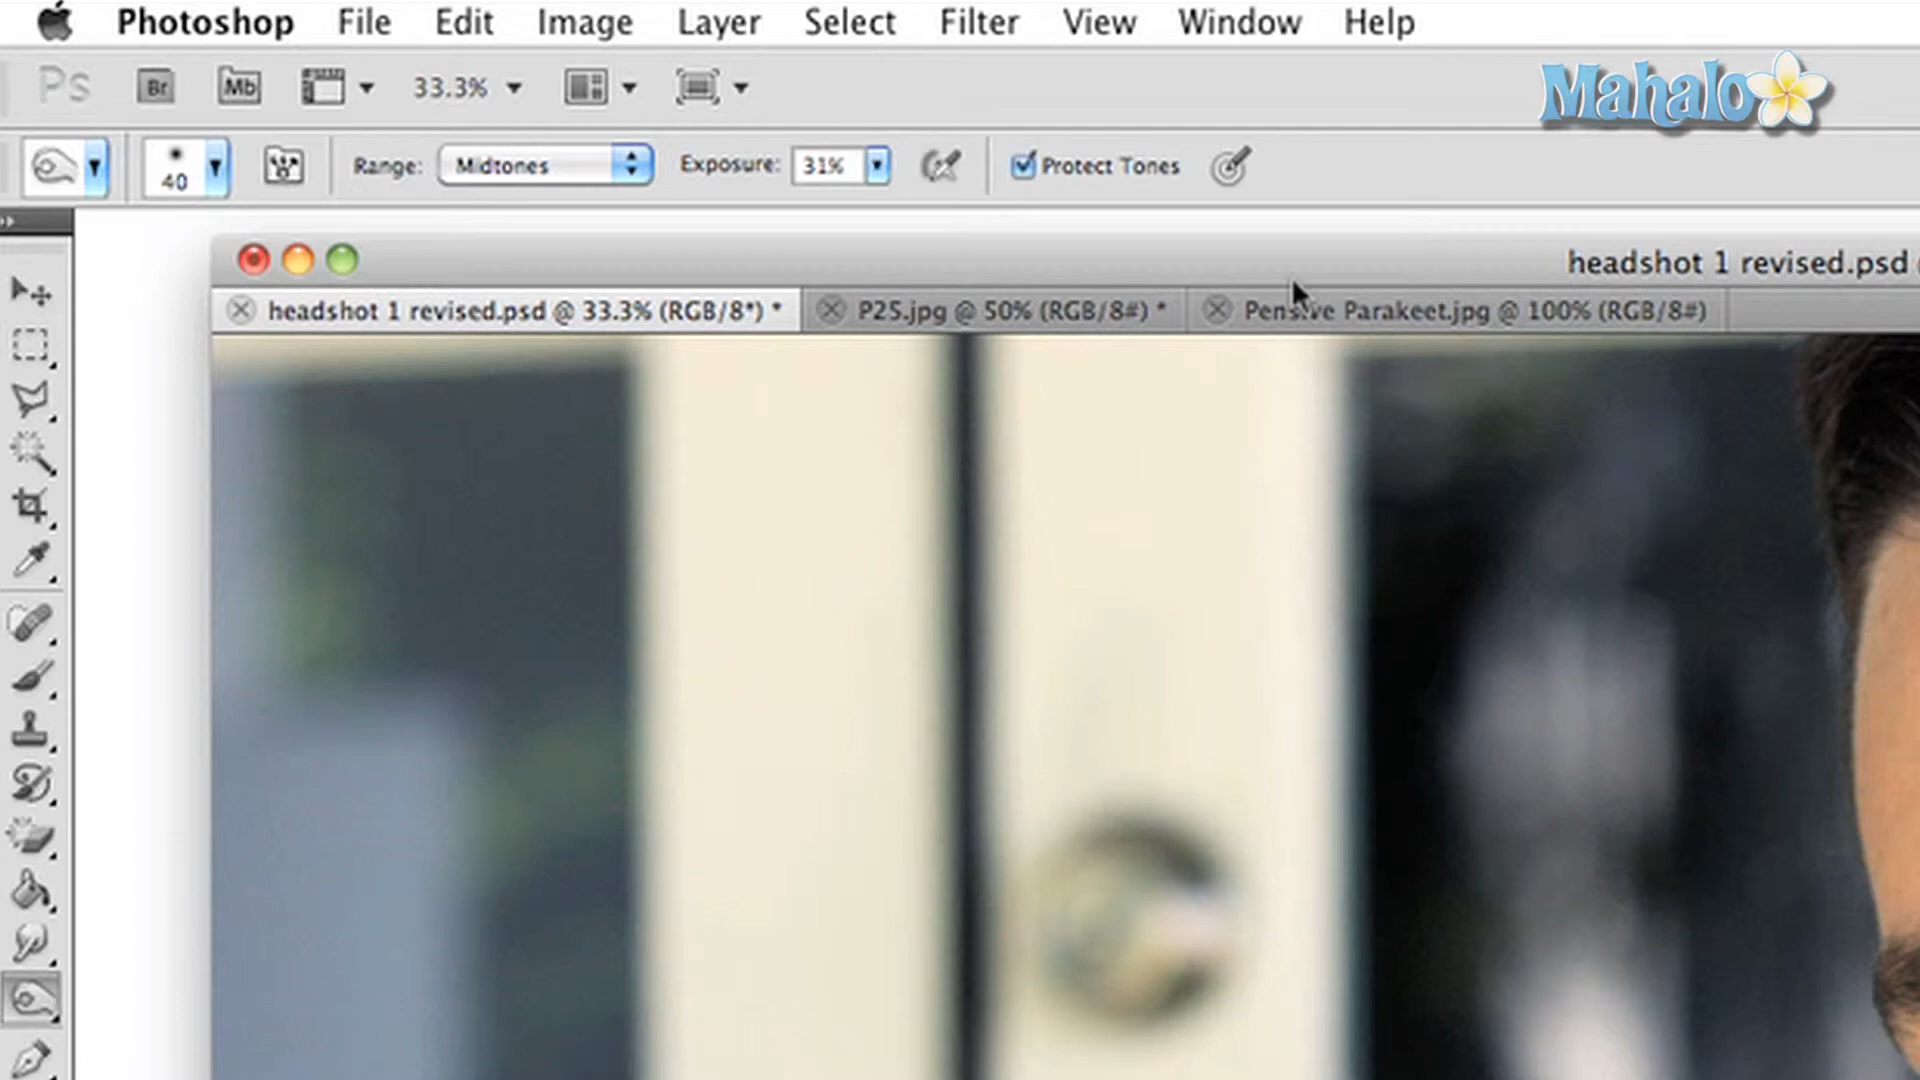 Photoshop File Edit Image Layer Select Filter View Window Help
Ps Br Mb 33.3%
Mahalo
40 Range: Midtones Exposure: 31% Protect Tones
headshot 1 revised.psd
headshot 1 revised.psd @ 33.3% (RGB/8*) * P25.jpg @ 50% (RGB/8#) * Pensive Parakeet.jpg @ 100% (RGB/8#)